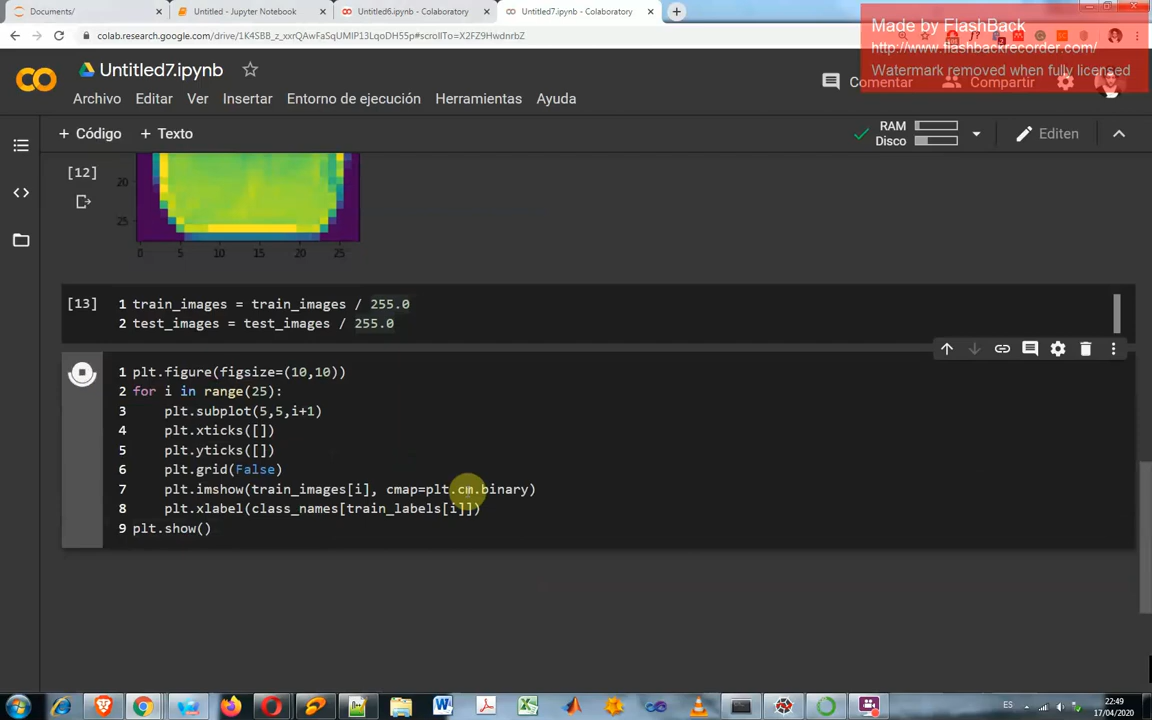 Documents/
Untitled - Jupyter Notebook
Untitled6.ipynb - Colaboratory
Untitled7.ipynb - Colaboratory
Made by FlashBack
http://www.flashbackrecorder.com/
Watermark removed when fully licensed
colab.research.google.com/drive/1K4SBB_z_xxrQAwFaSqUMIP13LqoDH55p#scrollTo=X2FZ9HwdnrbZ
Untitled7.ipynb
Archivo Editar Ver Insertar Entorno de ejecución Herramientas Ayuda
Comentar
Compartir
+ Código + Texto
RAM
Disco
Editen
[12]
20
25
0 5 10 15 20 25
[13]
1 train_images = train_images / 255.0
2 test_images = test_images / 255.0
1 plt.figure(figsize=(10,10))
2 for i in range(25):
3 plt.subplot(5,5,i+1)
4 plt.xticks([])
5 plt.yticks([])
6 plt.grid(False)
7 plt.imshow(train_images[i], cmap=plt.cm.binary)
8 plt.xlabel(class_names[train_labels[i]])
9 plt.show()
ES
22:49
17/04/2020